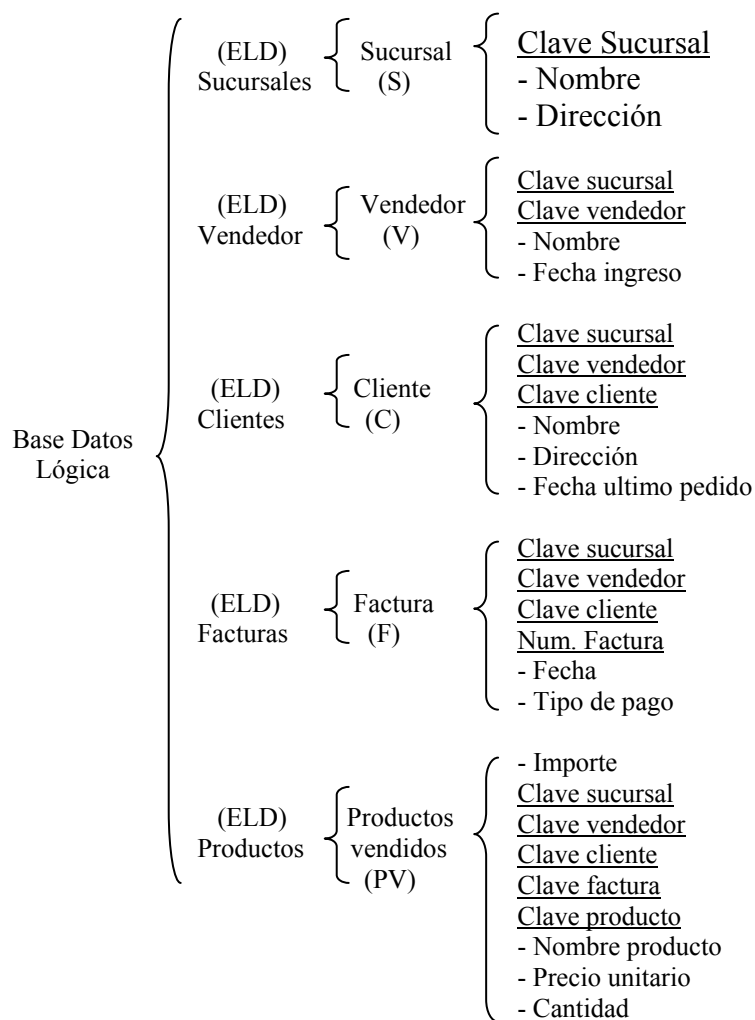 Base Datos
Lógica
(ELD)
Sucursales
Sucursal
(S)
Clave Sucursal
- Nombre
- Dirección
(ELD)
Vendedor
Vendedor
(V)
Clave sucursal
Clave vendedor
- Nombre
- Fecha ingreso
(ELD)
Clientes
Cliente
(C)
Clave sucursal
Clave vendedor
Clave cliente
- Nombre
- Dirección
- Fecha ultimo pedido
(ELD)
Facturas
Factura
(F)
Clave sucursal
Clave vendedor
Clave cliente
Num. Factura
- Fecha
- Tipo de pago
(ELD)
Productos
Productos
vendidos
(PV)
- Importe
Clave sucursal
Clave vendedor
Clave cliente
Clave factura
Clave producto
- Nombre producto
- Precio unitario
- Cantidad